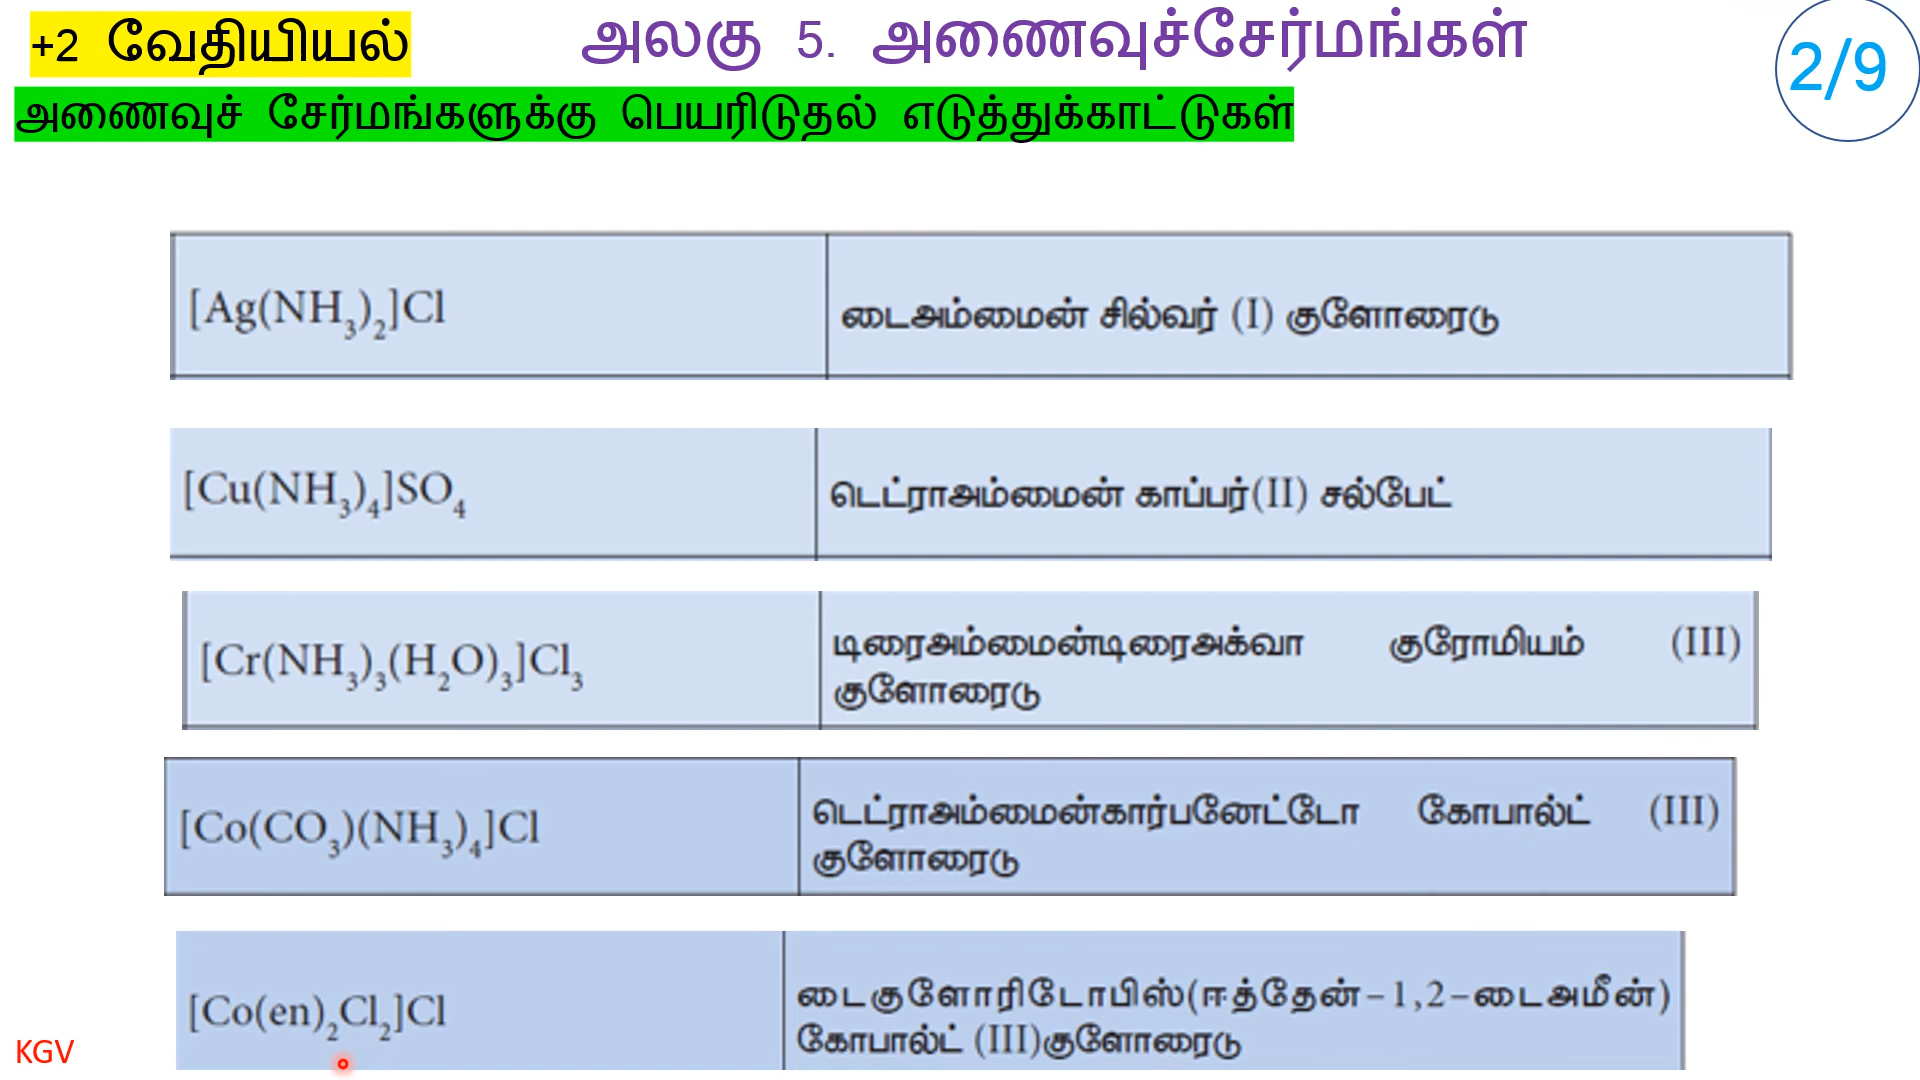 +2 வேதியியல்
அலகு 5. அணைவுச்சேர்மங்கள்
2/9
அணைவுச் சேர்மங்களுக்கு பெயரிடுதல் எடுத்துக்காட்டுகள்
[Ag(NH₃)₂]Cl
டைஅம்மைன் சில்வர் (I) குளோரைடு
[Cu(NH₃)₄]SO₄
டெட்ராஅம்மைன் காப்பர்(II) சல்பேட்
[Cr(NH₃)₃(H₂O)₃]Cl₃
டிரைஅம்மைன்டிரைஅக்வா குரோமியம் (III)
குளோரைடு
[Co(CO₃)(NH₃)₄]Cl
டெட்ராஅம்மைன்கார்பனேட்டோ கோபால்ட் (III)
குளோரைடு
[Co(en)₂Cl₂]Cl
டைகுளோரிடோபிஸ்(ஈத்தேன்–1,2–டைஅமீன்)
கோபால்ட் (III)குளோரைடு
KGV